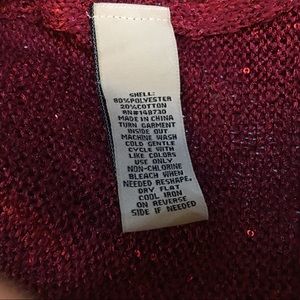 SHELL:
80%POLYESTER
20%COTTON
RN#148730
MADE IN CHINA
TURN GARMENT
INSIDE OUT
MACHINE WASH
COLD GENTLE
CYCLE WITH
LIKE COLORS
USE ONLY
NON-CHLORINE
BLEACH WHEN
NEEDED RESHAPE,
DRY FLAT
COOL IRON
ON REVERSE
SIDE IF NEEDED